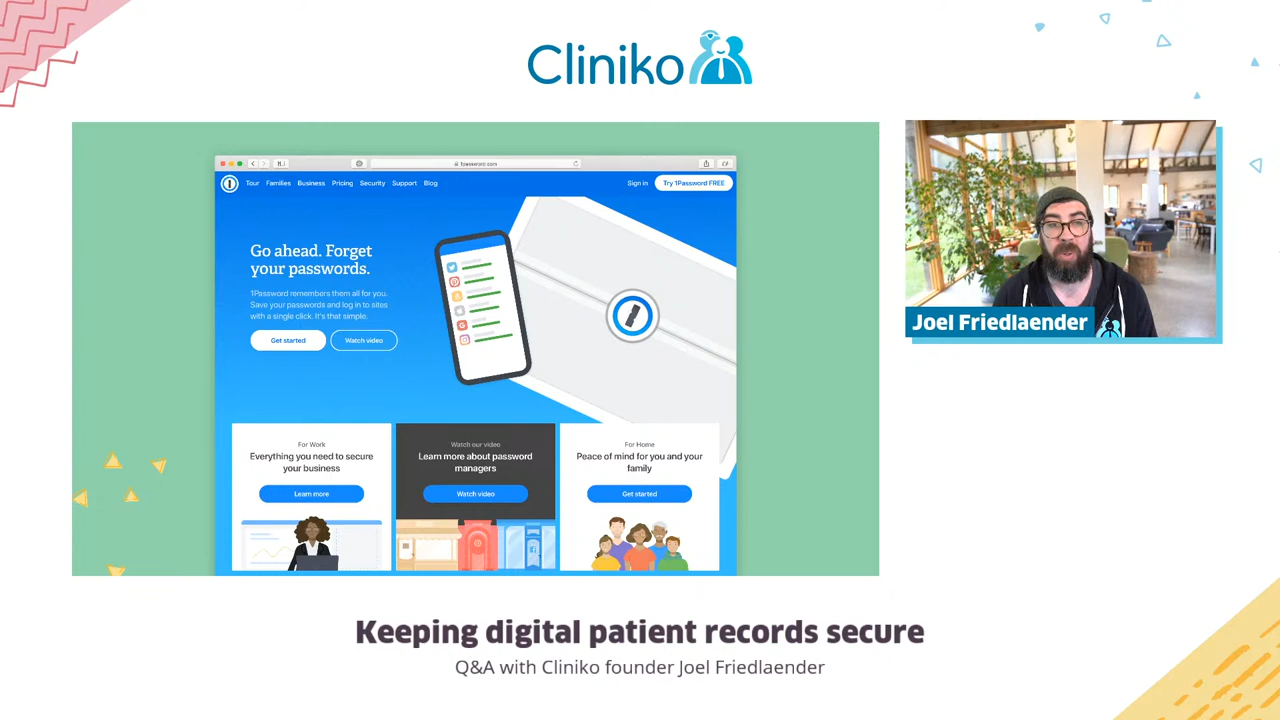 Cliniko
1password.com
Tour Families Business Pricing Security Support Blog
Sign in
Try 1Password FREE
Go ahead. Forget
your passwords.
1Password remembers them all for you.
Save your passwords and log in to sites
with a single click. It's that simple.
Get started
Watch video
For Work
Everything you need to secure
your business
Learn more
Watch our video
Learn more about password
managers
Watch video
For Home
Peace of mind for you and your
family
Get started
Joel Friedlaender
Keeping digital patient records secure
Q&A with Cliniko founder Joel Friedlaender